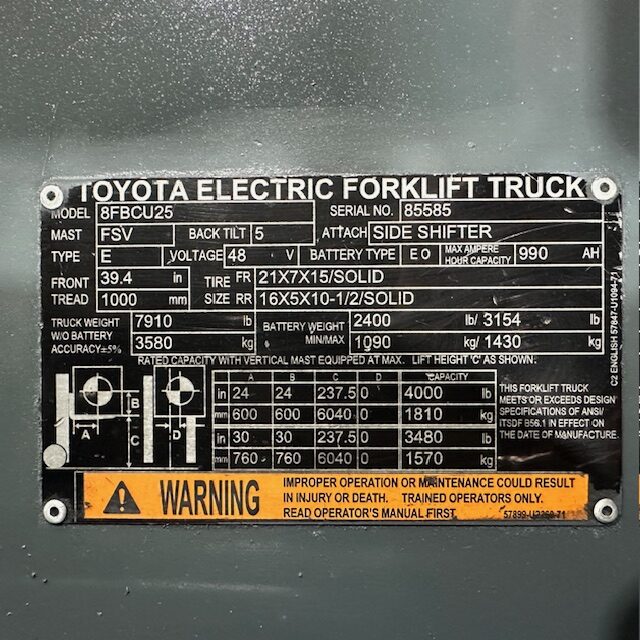 TOYOTA ELECTRIC FORKLIFT TRUCK
MODEL 8FBCU25 SERIAL NO. 85585
MAST FSV BACK TILT 5 ATTACH SIDE SHIFTER
TYPE E VOLTAGE 48 V BATTERY TYPE E O MAX AMPERE HOUR CAPACITY 990 AH
FRONT TREAD 39.4 in TIRE SIZE FR 21X7X15/SOLID
1000 mm RR 16X5X10-1/2/SOLID
TRUCK WEIGHT W/O BATTERY ACCURACY±5% 7910 lb BATTERY WEIGHT MIN/MAX 2400 lb/ 3154 lb
3580 kg 1090 kg/ 1430 kg
RATED CAPACITY WITH VERTICAL MAST EQUIPPED AT MAX. LIFT HEIGHT 'C' AS SHOWN.
A B C D CAPACITY
in 24 24 237.5 0 4000 lb
mm 600 600 6040 0 1810 kg
in 30 30 237.5 0 3480 lb
mm 760 760 6040 0 1570 kg
A B C D
THIS FORKLIFT TRUCK
MEETS OR EXCEEDS DESIGN
SPECIFICATIONS OF ANSI/
ITSDF B56.1 IN EFFECT ON
THE DATE OF MANUFACTURE.
C2 ENGLISH 57847-U1094-71
WARNING
IMPROPER OPERATION OR MAINTENANCE COULD RESULT
IN INJURY OR DEATH. TRAINED OPERATORS ONLY.
READ OPERATOR'S MANUAL FIRST.